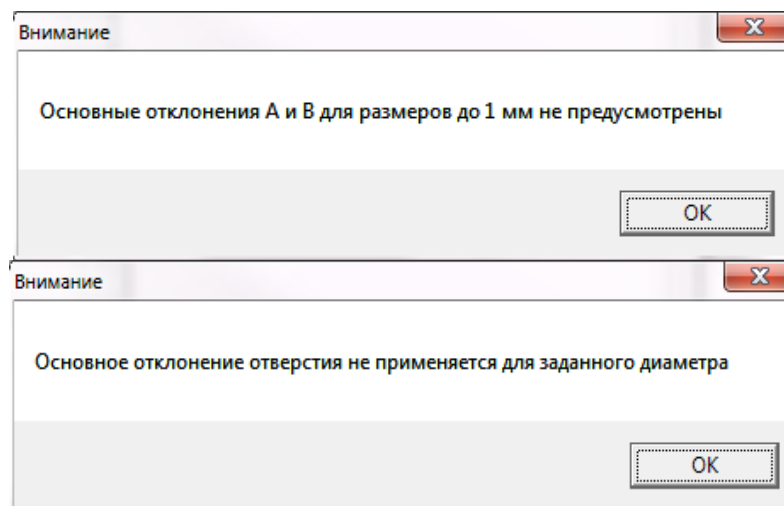 Внимание
Основные отклонения А и В для размеров до 1 мм не предусмотрены
OK
Внимание
Основное отклонение отверстия не применяется для заданного диаметра
OK